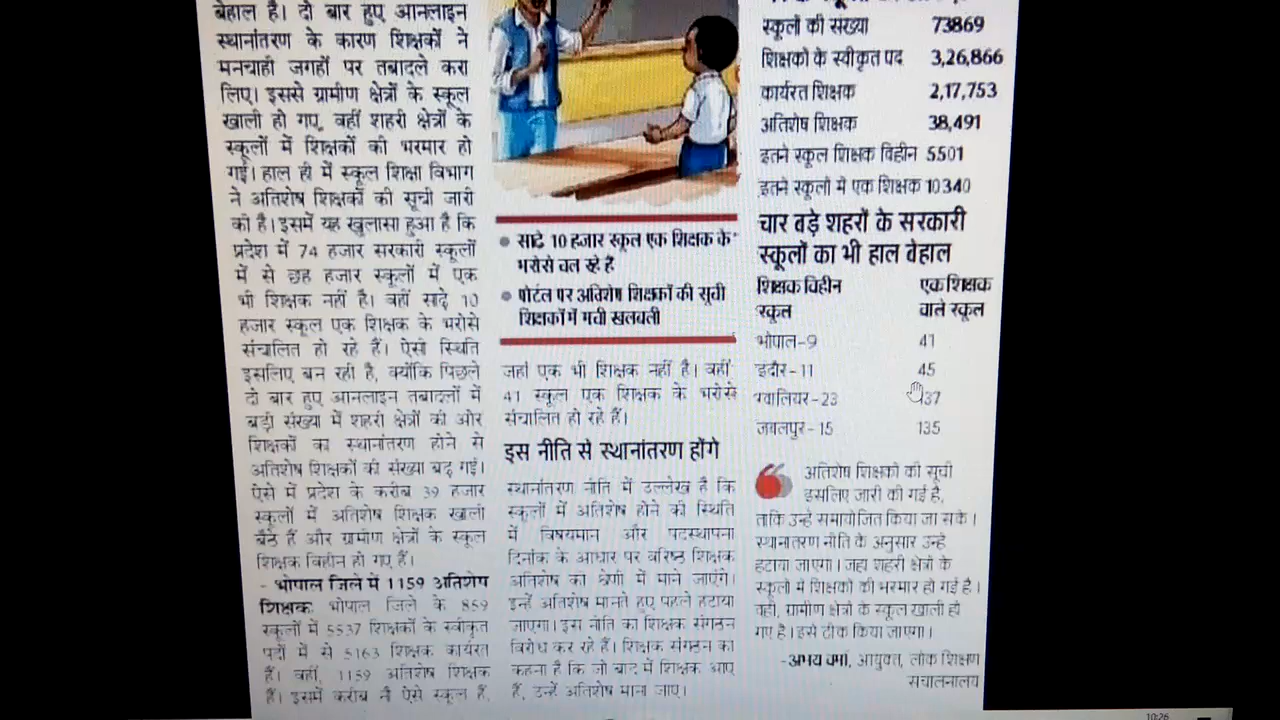 बेहाल है। दो बार हुए आनलाइन
स्थानांतरण के कारण शिक्षकों ने
मनचाही जगहों पर तबादले करा
लिए। इससे ग्रामीण क्षेत्रों के स्कूल
खाली हो गए, वहीं शहरी क्षेत्रों के
स्कूलों में शिक्षकों की भरमार हो
गई। हाल ही में स्कूल शिक्षा विभाग
ने अतिशेष शिक्षकों की सूची जारी
की है। इसमें यह खुलासा हुआ है कि
प्रदेश में 74 हजार सरकारी स्कूलों
में से छह हजार स्कूलों में एक
भी शिक्षक नहीं है। वहीं साढ़े 10
हजार स्कूल एक शिक्षक के भरोसे
संचालित हो रहे हैं। ऐसी स्थिति
इसलिए बन रही है, क्योंकि पिछले
दो बार हुए आनलाइन तबादलों में
बड़ी संख्या में शहरी क्षेत्रों की ओर
शिक्षकों का स्थानांतरण होने से
अतिशेष शिक्षकों की संख्या बढ़ गई।
ऐसे में प्रदेश के करीब 39 हजार
स्कूलों में अतिशेष शिक्षक खाली
बैठे हैं और ग्रामीण क्षेत्रों के स्कूल
शिक्षक विहीन हो गए हैं।
- भोपाल जिले में 1159 अतिशेष
शिक्षक: भोपाल जिले के 859
स्कूलों में 5537 शिक्षकों के स्वीकृत
पदों में से 5163 शिक्षक कार्यरत
हैं। वहीं, 1159 अतिशेष शिक्षक
हैं। इसमें करीब नौ ऐसे स्कूल हैं,
साढ़े 10 हजार स्कूल एक शिक्षक के
भरोसे चल रहे हैं
पोर्टल पर अतिशेष शिक्षकों की सूची
शिक्षकों में मची खलबली
जहां एक भी शिक्षक नहीं है। वहीं
41 स्कूल एक शिक्षक के भरोसे
संचालित हो रहे हैं।
इस नीति से स्थानांतरण होंगे
स्थानांतरण नीति में उल्लेख है कि
स्कूलों में अतिशेष होने की स्थिति
में विषयमान और पदस्थापना
दिनांक के आधार पर वरिष्ठ शिक्षक
अतिशेष की श्रेणी में माने जाएंगे।
इन्हें अतिशेष मानते हुए पहले हटाया
जाएगा। इस नीति का शिक्षक संगठन
विरोध कर रहे हैं। शिक्षक संगठन का
कहना है कि जो बाद में शिक्षक आए
हैं, उन्हें अतिशेष माना जाए।
स्कूलों की संख्या 73869
शिक्षकों के स्वीकृत पद 3,26,866
कार्यरत शिक्षक 2,17,753
अतिशेष शिक्षक 38,491
इतने स्कूल शिक्षक विहीन 5501
इतने स्कूलों में एक शिक्षक 10340
चार बड़े शहरों के सरकारी
स्कूलों का भी हाल बेहाल
शिक्षक विहीन एक शिक्षक
स्कूल वाले स्कूल
भोपाल-9 41
इंदौर-11 45
ग्वालियर-23 37
जबलपुर-15 135
अतिशेष शिक्षकों की सूची
इसलिए जारी की गई है,
ताकि उन्हें समायोजित किया जा सके।
स्थानांतरण नीति के अनुसार उन्हें
हटाया जाएगा। जहां शहरी क्षेत्रों के
स्कूलों में शिक्षकों की भरमार हो गई है।
वहीं, ग्रामीण क्षेत्रों के स्कूल खाली हो
गए हैं। इसे ठीक किया जाएगा।
-अभय वर्मा, आयुक्त, लोक शिक्षण
संचालनालय
10:26